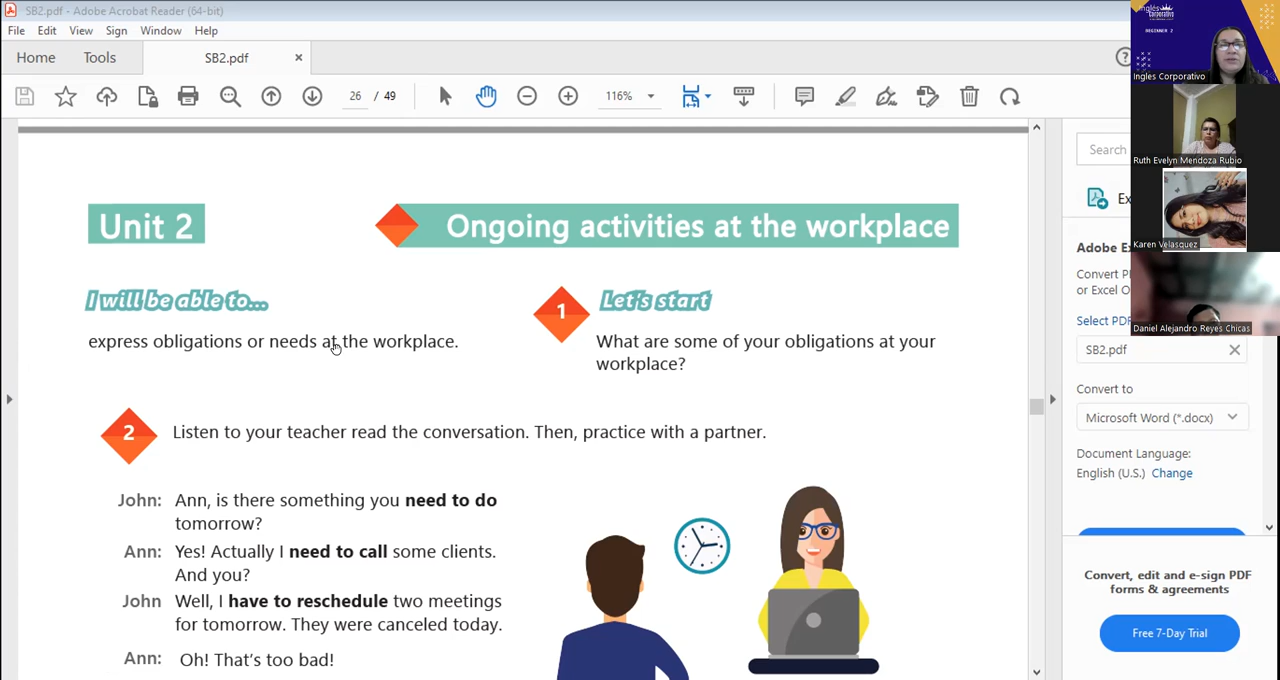 SB2.pdf - Adobe Acrobat Reader (64-bit)
File Edit View Sign Window Help
Home Tools SB2.pdf ×
26 / 49 116%
Unit 2
Ongoing activities at the workplace
I will be able to...
express obligations or needs at the workplace.
1 Let's start
What are some of your obligations at your
workplace?
2 Listen to your teacher read the conversation. Then, practice with a partner.
John: Ann, is there something you need to do
tomorrow?
Ann: Yes! Actually I need to call some clients.
And you?
John Well, I have to reschedule two meetings
for tomorrow. They were canceled today.
Ann: Oh! That's too bad!
Search
Ex
Adobe Ex
Convert P
or Excel O
Select PDF
SB2.pdf
Convert to
Microsoft Word (*.docx)
Document Language:
English (U.S.) Change
Convert, edit and e-sign PDF
forms & agreements
Free 7-Day Trial
Inglés
Corporativo
BEGINNER 2
Ingles Corporativo
Ruth Evelyn Mendoza Rubio
Karen Velasquez
Daniel Alejandro Reyes Chicas